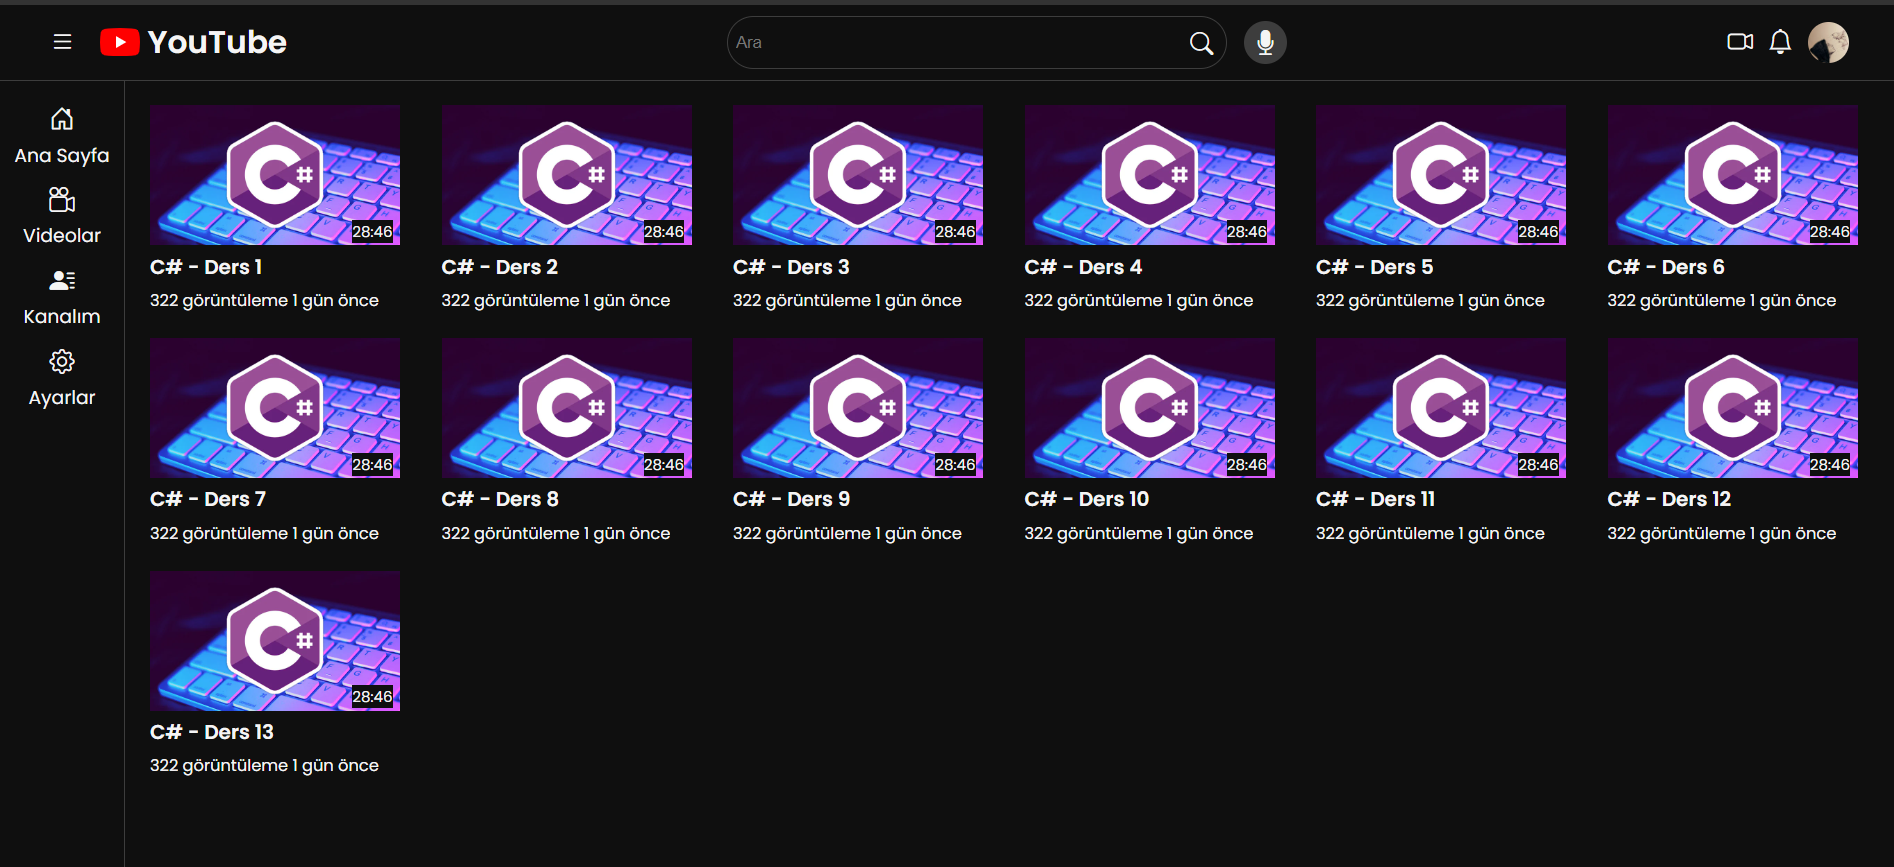 YouTube
Ara
Ana Sayfa
Videolar
Kanalım
Ayarlar
28:46 28:46 28:46 28:46 28:46 28:46
C# - Ders 1 C# - Ders 2 C# - Ders 3 C# - Ders 4 C# - Ders 5 C# - Ders 6
322 görüntüleme 1 gün önce 322 görüntüleme 1 gün önce 322 görüntüleme 1 gün önce 322 görüntüleme 1 gün önce 322 görüntüleme 1 gün önce 322 görüntüleme 1 gün önce
28:46 28:46 28:46 28:46 28:46 28:46
C# - Ders 7 C# - Ders 8 C# - Ders 9 C# - Ders 10 C# - Ders 11 C# - Ders 12
322 görüntüleme 1 gün önce 322 görüntüleme 1 gün önce 322 görüntüleme 1 gün önce 322 görüntüleme 1 gün önce 322 görüntüleme 1 gün önce 322 görüntüleme 1 gün önce
28:46
C# - Ders 13
322 görüntüleme 1 gün önce